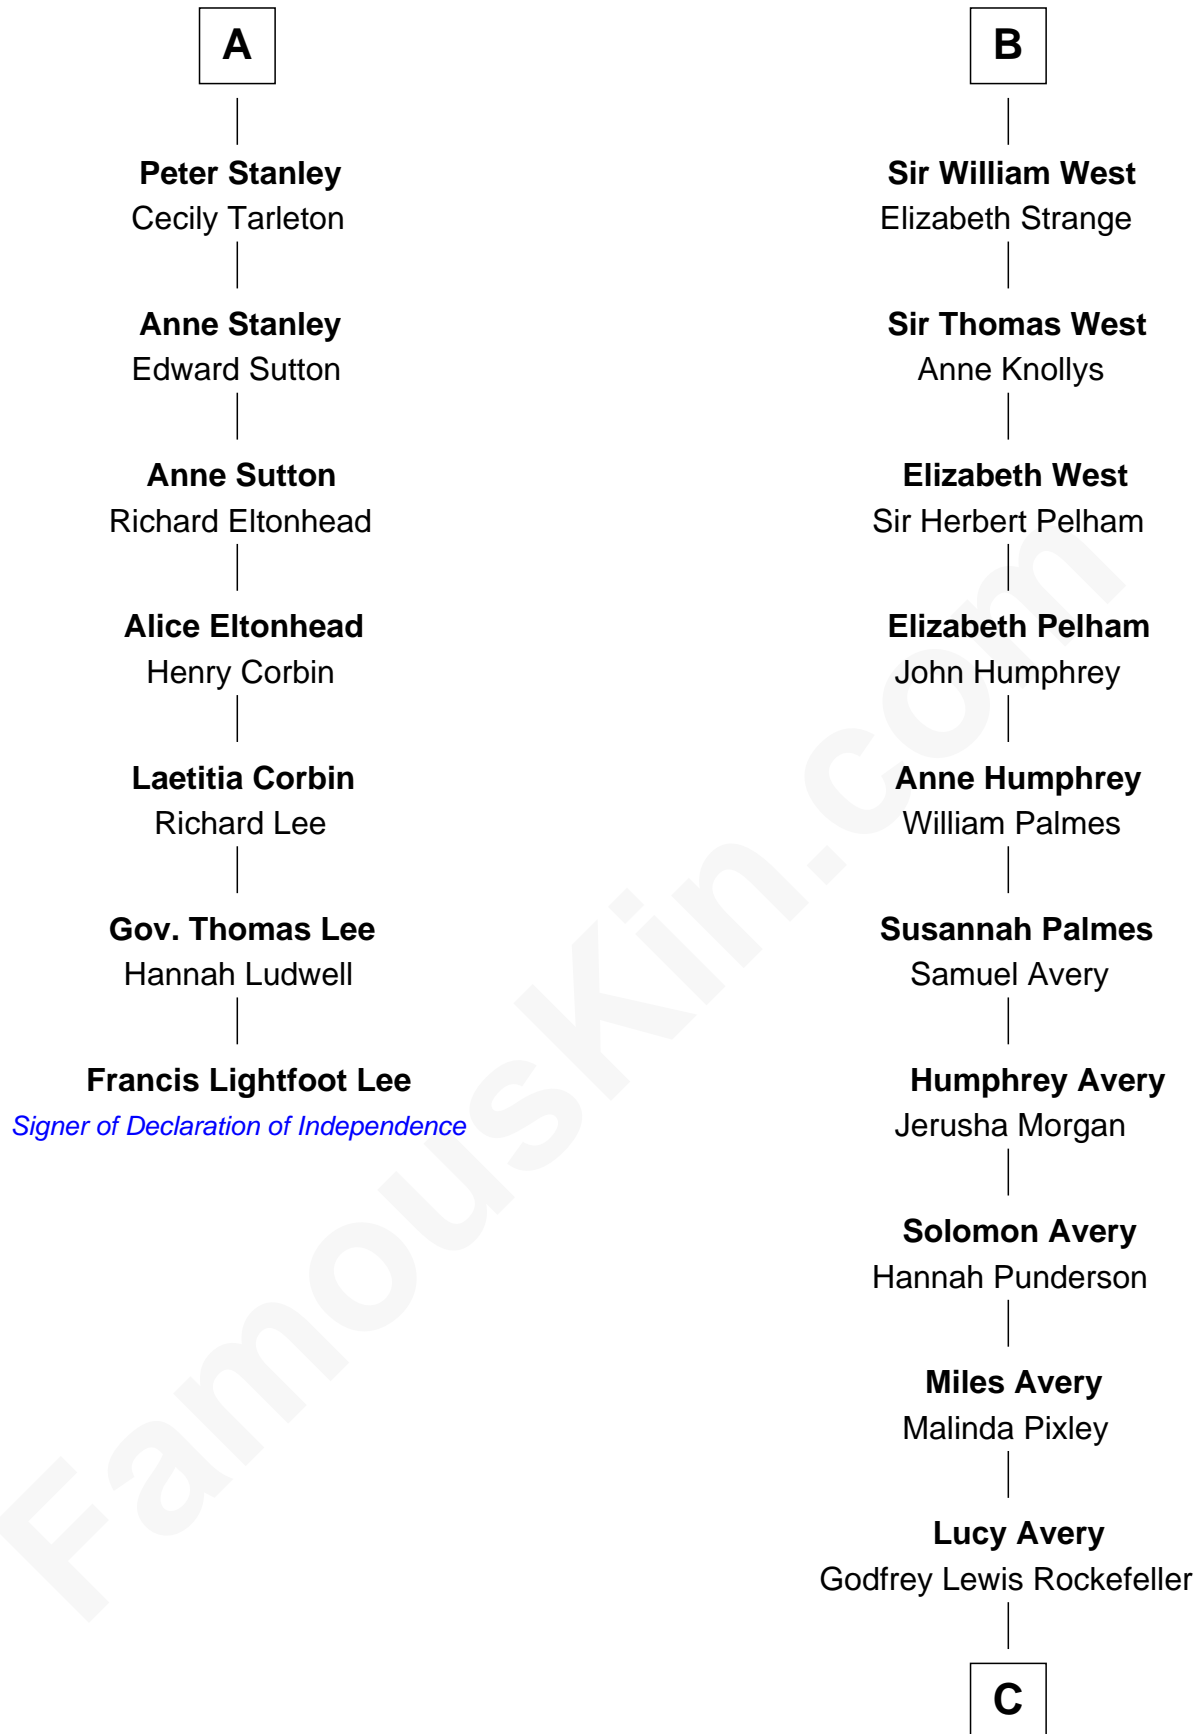 A
Peter Stanley
Cecily Tarleton
Anne Stanley
Edward Sutton
Anne Sutton
Richard Eltonhead
Alice Eltonhead
Henry Corbin
Laetitia Corbin
Richard Lee
Gov. Thomas Lee
Hannah Ludwell
Francis Lightfoot Lee
Signer of Declaration of Independence
B
Sir William West
Elizabeth Strange
Sir Thomas West
Anne Knollys
Elizabeth West
Sir Herbert Pelham
Elizabeth Pelham
John Humphrey
Anne Humphrey
William Palmes
Susannah Palmes
Samuel Avery
Humphrey Avery
Jerusha Morgan
Solomon Avery
Hannah Punderson
Miles Avery
Malinda Pixley
Lucy Avery
Godfrey Lewis Rockefeller
C
FamousKin.com